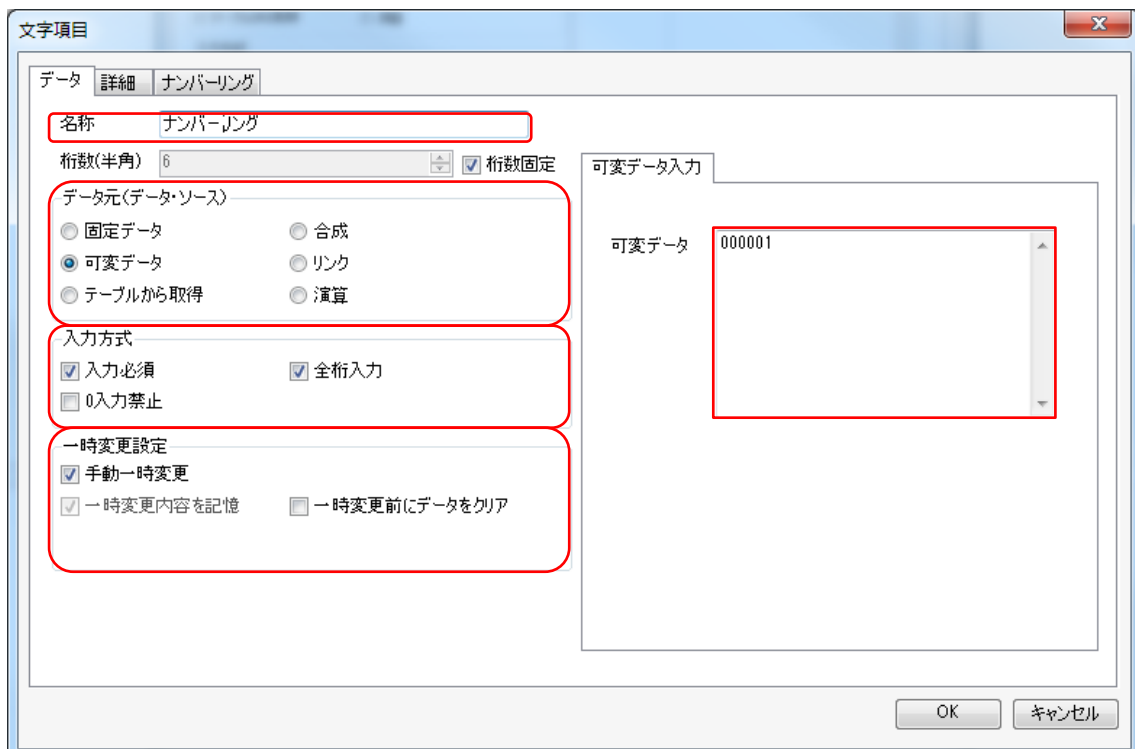 文字項目
データ 詳細 ナンバーリング
名称 ナンバーリング
桁数(半角) 6 桁数固定
データ元(データ・ソース)
固定データ 合成
可変データ リンク
テーブルから取得 演算
入力方式
入力必須 全桁入力
0入力禁止
一時変更設定
手動一時変更
一時変更内容を記憶 一時変更前にデータをクリア
可変データ入力
可変データ 000001
OK キャンセル